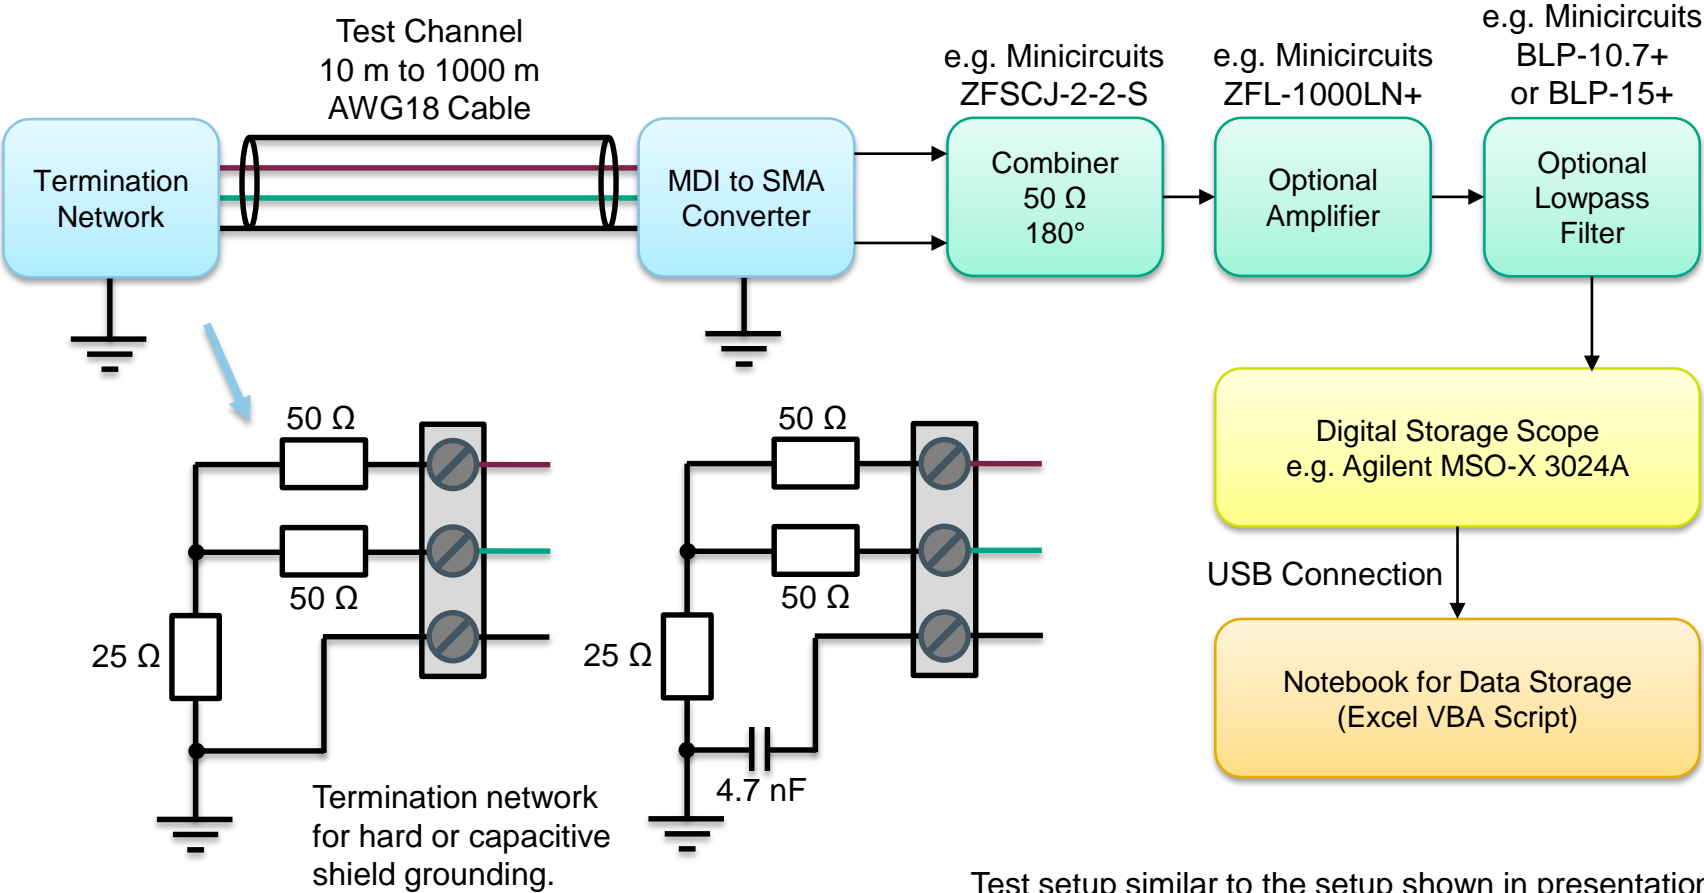 Test Channel
10 m to 1000 m
AWG18 Cable
e.g. Minicircuits
ZFSCJ-2-2-S
e.g. Minicircuits
ZFL-1000LN+
e.g. Minicircuits
BLP-10.7+
or BLP-15+
Termination
Network
MDI to SMA
Converter
Combiner
50 Ω
180°
Optional
Amplifier
Optional
Lowpass
Filter
50 Ω
50 Ω
25 Ω
50 Ω
50 Ω
25 Ω
4.7 nF
Digital Storage Scope
e.g. Agilent MSO-X 3024A
USB Connection
Notebook for Data Storage
(Excel VBA Script)
Termination network
for hard or capacitive
shield grounding.
Test setup similar to the setup shown in presentation